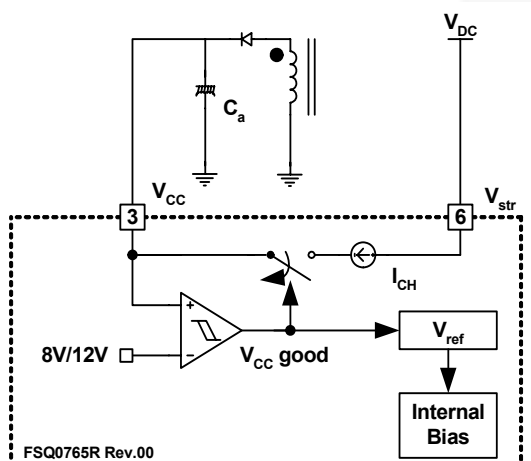 V_DC
C_a
V_CC
3
6
V_str
I_CH
+
8V/12V
-
V_CC good
V_ref
Internal
Bias
FSQ0765R Rev.00